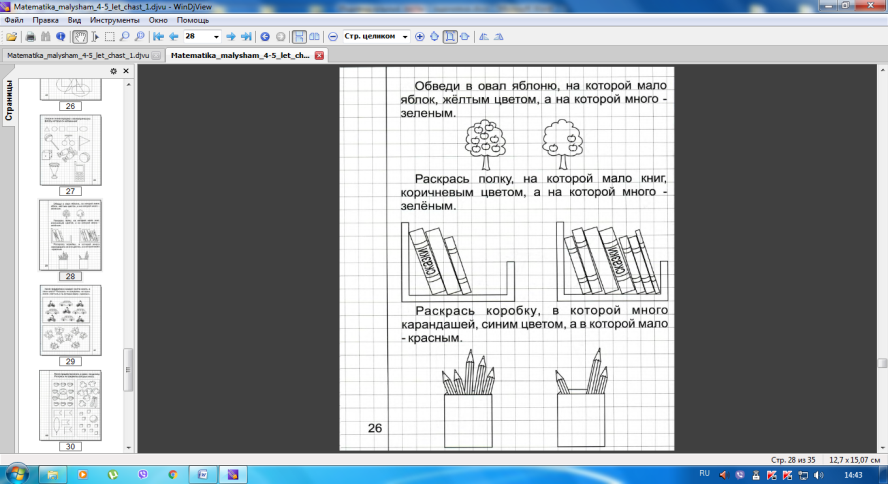 Matematika_malysham_4-5_let_chast_1.djvu - WinDjView
Файл Правка Вид Инструменты Окно Помощь
28 Стр. целиком
Matematika_malysham_4-5_let_chast_1.djvu Matematika_malysham_4-5_let_ch...
Страницы
26
27
28
29
30
Обведи в овал яблоню, на которой мало
яблок, жёлтым цветом, а на которой много -
зеленым.
Раскрась полку, на которой мало книг,
коричневым цветом, а на которой много -
зелёным.
СКАЗКИ
СКАЗКИ
Раскрась коробку, в которой много
карандашей, синим цветом, а в которой мало
- красным.
26
Стр. 28 из 35 12,7 x 15,07 см
RU 14:43